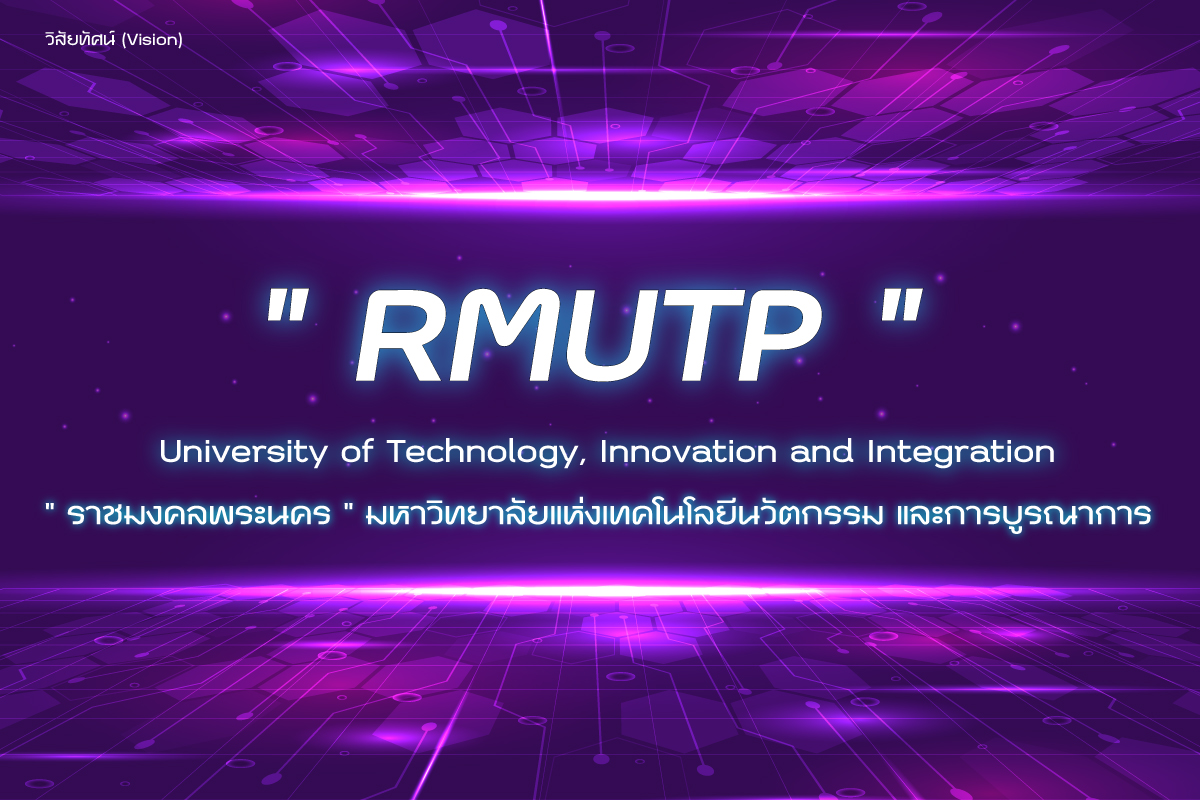 วิสัยทัศน์ (Vision)
" RMUTP "
University of Technology, Innovation and Integration
" ราชมงคลพระนคร " มหาวิทยาลัยแห่งเทคโนโลยีนวัตกรรม และการบูรณาการ